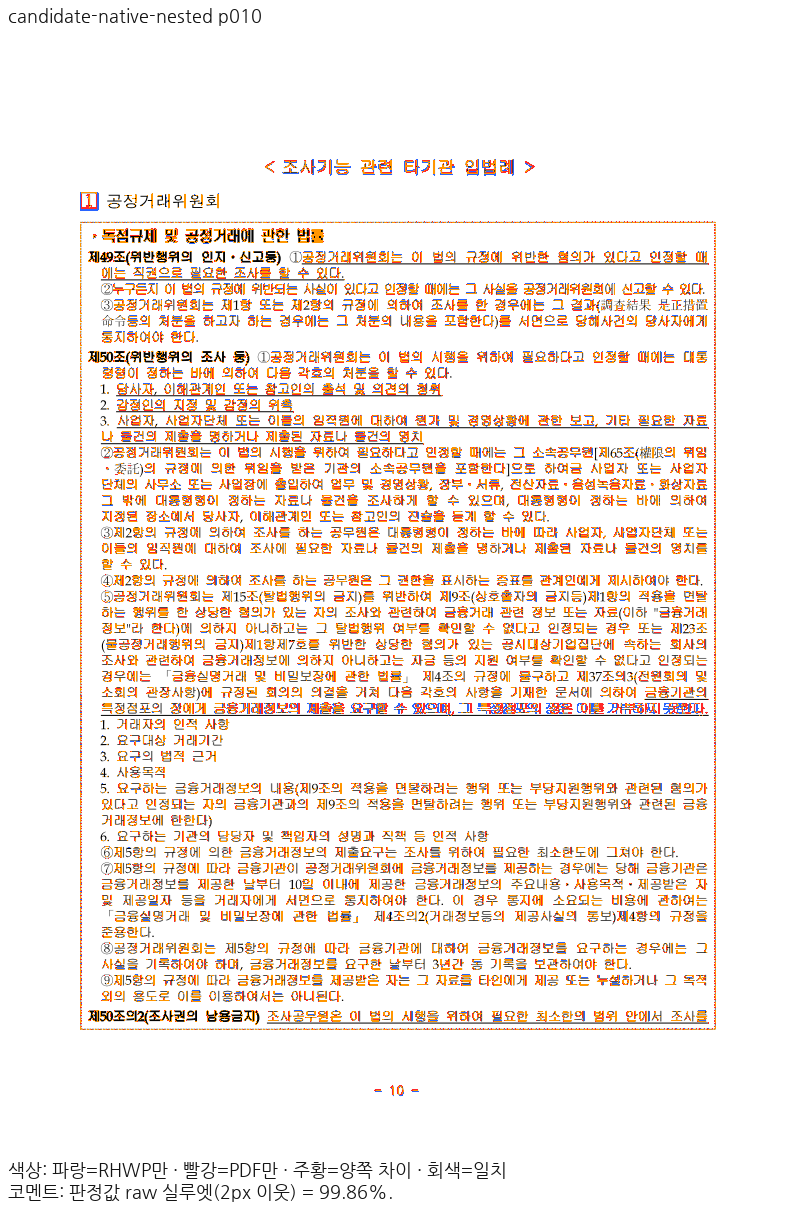 candidate-native-nested p010
< 조사기능 관련 타기관 입법례 >
1 공정거래위원회
· 독점규제 및 공정거래에 관한 법률
제49조(위반행위의 인지·신고등) ①공정거래위원회는 이 법의 규정에 위반한 혐의가 있다고 인정할 때
에는 직권으로 필요한 조사를 할 수 있다.
②누구든지 이 법의 규정에 위반되는 사실이 있다고 인정할 때에는 그 사실을 공정거래위원회에 신고할 수 있다.
③공정거래위원회는 제1항 또는 제2항의 규정에 의하여 조사를 한 경우에는 그 결과(調査結果 是正措置
命令등의 처분을 하고자 하는 경우에는 그 처분의 내용을 포함한다)를 서면으로 당해사건의 당사자에게
통지하여야 한다.
제50조(위반행위의 조사 등) ①공정거래위원회는 이 법의 시행을 위하여 필요하다고 인정할 때에는 대통
령령이 정하는 바에 의하여 다음 각호의 처분을 할 수 있다.
1. 당사자, 이해관계인 또는 참고인의 출석 및 의견의 청취
2. 감정인의 지정 및 감정의 위촉
3. 사업자, 사업자단체 또는 이들의 임직원에 대하여 원가 및 경영상황에 관한 보고, 기타 필요한 자료
나 물건의 제출을 명하거나 제출된 자료나 물건의 영치
②공정거래위원회는 이 법의 시행을 위하여 필요하다고 인정할 때에는 그 소속공무원[제65조(權限의 위임
·委託)의 규정에 의한 위임을 받은 기관의 소속공무원을 포함한다]으로 하여금 사업자 또는 사업자
단체의 사무소 또는 사업장에 출입하여 업무 및 경영상황, 장부·서류, 전산자료·음성녹음자료·화상자료
그 밖에 대통령령이 정하는 자료나 물건을 조사하게 할 수 있으며, 대통령령이 정하는 바에 의하여
지정된 장소에서 당사자, 이해관계인 또는 참고인의 진술을 듣게 할 수 있다.
③제2항의 규정에 의하여 조사를 하는 공무원은 대통령령이 정하는 바에 따라 사업자, 사업자단체 또는
이들의 임직원에 대하여 조사에 필요한 자료나 물건의 제출을 명하거나 제출된 자료나 물건의 영치를
할 수 있다.
④제2항의 규정에 의하여 조사를 하는 공무원은 그 권한을 표시하는 증표를 관계인에게 제시하여야 한다.
⑤공정거래위원회는 제15조(탈법행위의 금지)를 위반하여 제9조(상호출자의 금지등)제1항의 적용을 면탈
하는 행위를 한 상당한 혐의가 있는 자의 조사와 관련하여 금융거래 관련 정보 또는 자료(이하 "금융거래
정보"라 한다)에 의하지 아니하고는 그 탈법행위 여부를 확인할 수 없다고 인정되는 경우 또는 제23조
(불공정거래행위의 금지)제1항제7호를 위반한 상당한 혐의가 있는 공시대상기업집단에 속하는 회사의
조사와 관련하여 금융거래정보에 의하지 아니하고는 자금 등의 지원 여부를 확인할 수 없다고 인정되는
경우에는 「금융실명거래 및 비밀보장에 관한 법률」 제4조의 규정에 불구하고 제37조의3(전원회의 및
소회의 관장사항)에 규정된 회의의 의결을 거쳐 다음 각호의 사항을 기재한 문서에 의하여 금융기관의
특정점포의 장에게 금융거래정보의 제출을 요구할 수 있으며, 그
1. 거래자의 인적 사항
2. 요구대상 거래기간
3. 요구의 법적 근거
4. 사용목적
5. 요구하는 금융거래정보의 내용(제9조의 적용을 면탈하려는 행위 또는 부당지원행위와 관련된 혐의가
있다고 인정되는 자의 금융기관과의 제9조의 적용을 면탈하려는 행위 또는 부당지원행위와 관련된 금융
거래정보에 한한다)
6. 요구하는 기관의 담당자 및 책임자의 성명과 직책 등 인적 사항
⑥제5항의 규정에 의한 금융거래정보의 제출요구는 조사를 위하여 필요한 최소한도에 그쳐야 한다.
⑦제5항의 규정에 따라 금융기관이 공정거래위원회에 금융거래정보를 제공하는 경우에는 당해 금융기관은
금융거래정보를 제공한 날부터 10일 이내에 제공한 금융거래정보의 주요내용·사용목적·제공받은 자
및 제공일자 등을 거래자에게 서면으로 통지하여야 한다. 이 경우 통지에 소요되는 비용에 관하여는
「금융실명거래 및 비밀보장에 관한 법률」 제4조의2(거래정보등의 제공사실의 통보)제4항의 규정을
준용한다.
⑧공정거래위원회는 제5항의 규정에 따라 금융기관에 대하여 금융거래정보를 요구하는 경우에는 그
사실을 기록하여야 하며, 금융거래정보를 요구한 날부터 3년간 동 기록을 보관하여야 한다.
⑨제5항의 규정에 따라 금융거래정보를 제공받은 자는 그 자료를 타인에게 제공 또는 누설하거나 그 목적
외의 용도로 이를 이용하여서는 아니된다.
제50조의2(조사권의 남용금지) 조사공무원은 이 법의 시행을 위하여 필요한 최소한의 범위 안에서 조사를
- 10 -
색상: 파랑=RHWP만 · 빨강=PDF만 · 주황=양쪽 차이 · 회색=일치
코멘트: 판정값 raw 실루엣(2px 이웃) = 99.86%.